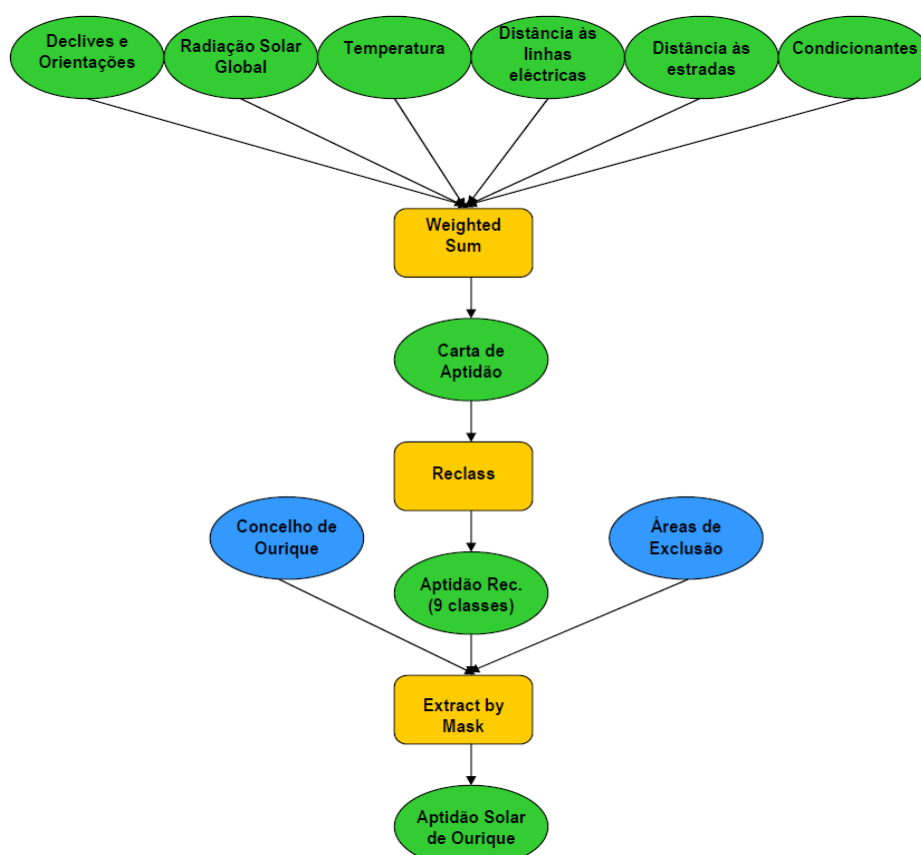 Declives e
Orientações
Radiação Solar
Global
Temperatura
Distância às
linhas
eléctricas
Distância às
estradas
Condicionantes
Weighted
Sum
Carta de
Aptidão
Reclass
Concelho de
Ourique
Áreas de
Exclusão
Aptidão Rec.
(9 classes)
Extract by
Mask
Aptidão Solar
de Ourique